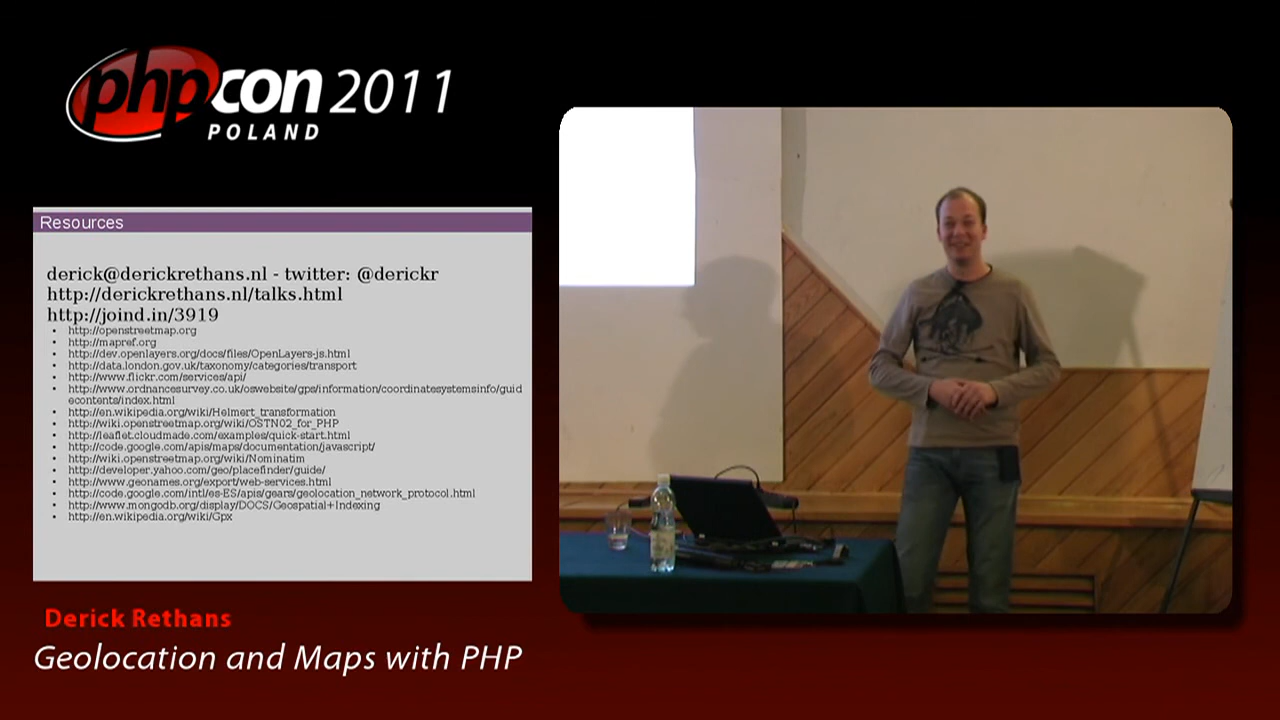 phpcon 2011
POLAND
Resources
derick@derickrethans.nl - twitter: @derickr
http://derickrethans.nl/talks.html
http://joind.in/3919
• http://openstreetmap.org
• http://mapref.org
• http://dev.openlayers.org/docs/files/OpenLayers-js.html
• http://data.london.gov.uk/taxonomy/categories/transport
• http://www.flickr.com/services/api/
• http://www.ordnancesurvey.co.uk/oswebsite/gps/information/coordinatesystemsinfo/guid
econtents/index.html
• http://en.wikipedia.org/wiki/Helmert_transformation
• http://wiki.openstreetmap.org/wiki/OSTN02_for_PHP
• http://leaflet.cloudmade.com/examples/quick-start.html
• http://code.google.com/apis/maps/documentation/javascript/
• http://wiki.openstreetmap.org/wiki/Nominatim
• http://developer.yahoo.com/geo/placefinder/guide/
• http://www.geonames.org/export/web-services.html
• http://code.google.com/intl/es-ES/apis/gears/geolocation_network_protocol.html
• http://www.mongodb.org/display/DOCS/Geospatial+Indexing
• http://en.wikipedia.org/wiki/Gpx
Derick Rethans
Geolocation and Maps with PHP